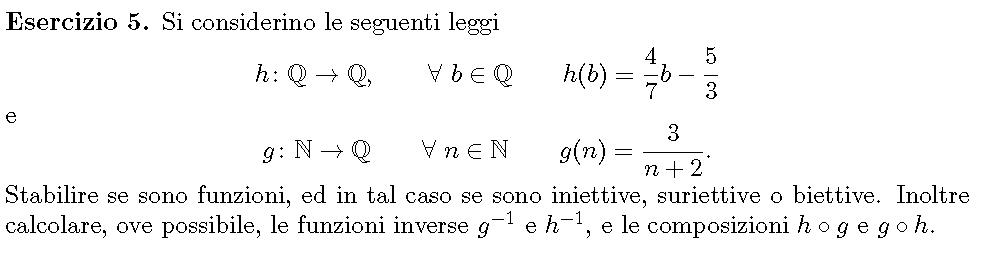 Esercizio 5. Si considerino le seguenti leggi
h: ℚ → ℚ, ∀ b ∈ ℚ h(b) = 4/7 b − 5/3
e
g: ℕ → ℚ ∀ n ∈ ℕ g(n) = 3/(n + 2).
Stabilire se sono funzioni, ed in tal caso se sono iniettive, suriettive o biettive. Inoltre
calcolare, ove possibile, le funzioni inverse g⁻¹ e h⁻¹, e le composizioni h ∘ g e g ∘ h.